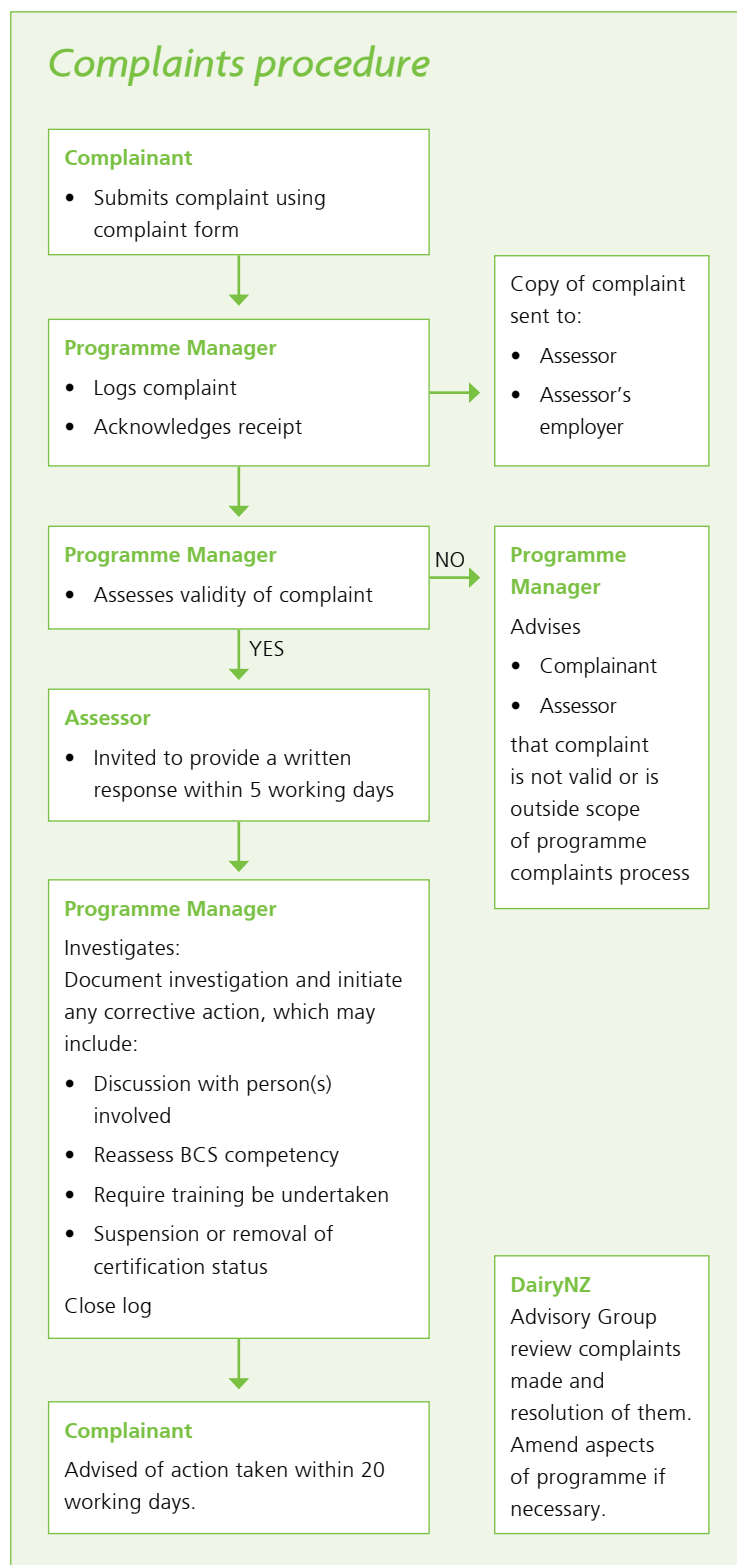 Complaints procedure
Complainant
• Submits complaint using
complaint form
Programme Manager
• Logs complaint
• Acknowledges receipt
Copy of complaint
sent to:
• Assessor
• Assessor’s
employer
Programme Manager
• Assesses validity of complaint
NO
Programme
Manager
Advises
• Complainant
• Assessor
that complaint
is not valid or is
outside scope
of programme
complaints process
YES
Assessor
• Invited to provide a written
response within 5 working days
Programme Manager
Investigates:
Document investigation and initiate
any corrective action, which may
include:
• Discussion with person(s)
involved
• Reassess BCS competency
• Require training be undertaken
• Suspension or removal of
certification status
Close log
Complainant
Advised of action taken within 20
working days.
DairyNZ
Advisory Group
review complaints
made and
resolution of them.
Amend aspects
of programme if
necessary.